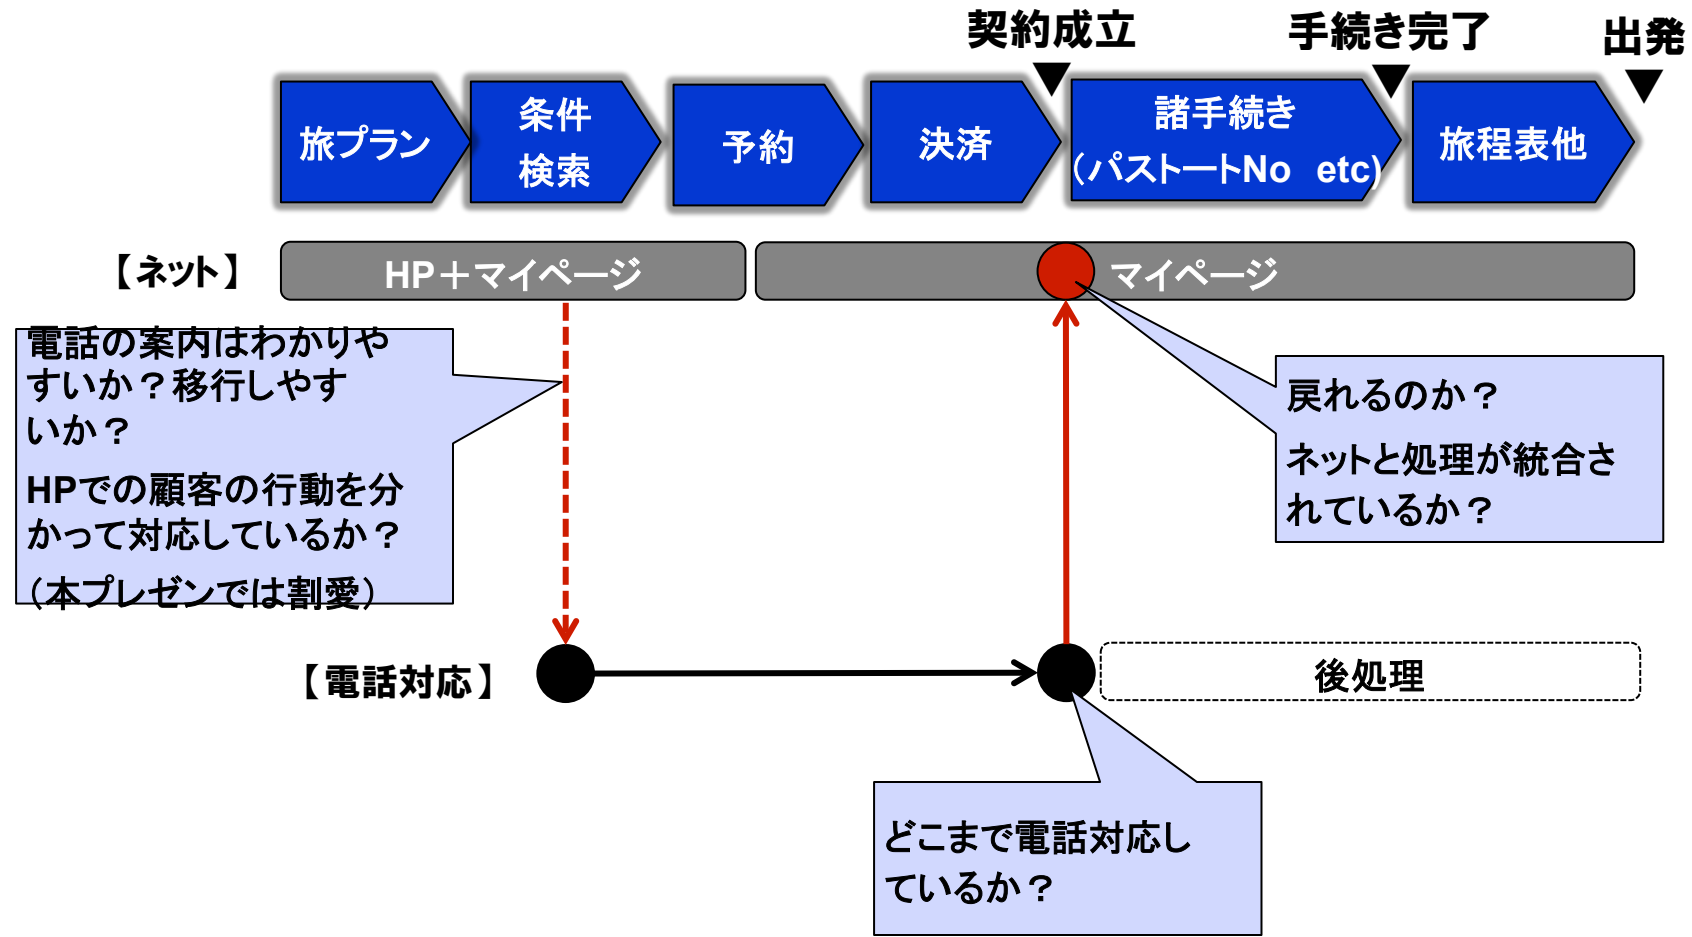 契約成立
手続き完了
出発
旅プラン
条件
検索
予約
決済
諸手続き
（パストートNo　etc)
旅程表他
【ネット】
HP＋マイページ
マイページ
電話の案内はわかりや
すいか？移行しやす
いか？
HPでの顧客の行動を分
かって対応しているか？
（本プレゼンでは割愛）
戻れるのか？
ネットと処理が統合さ
れているか？
【電話対応】
後処理
どこまで電話対応し
ているか？